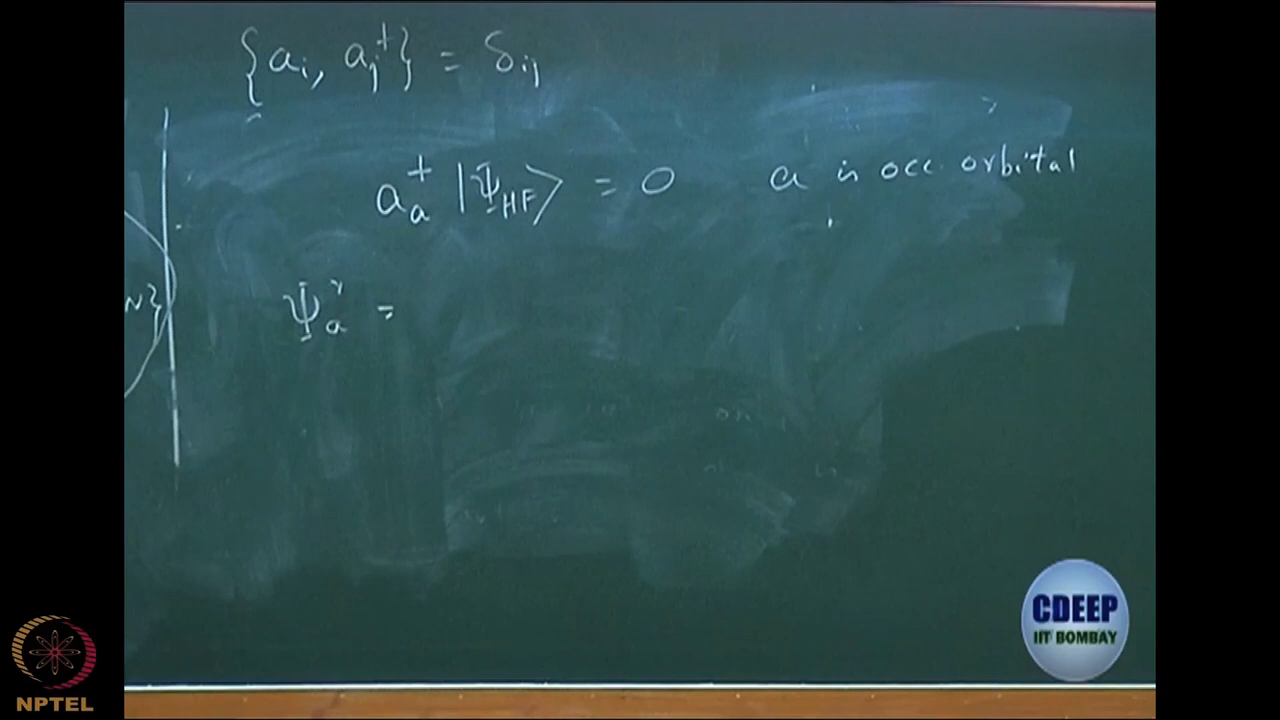 {a_i, a_j^+} = δ_ij
a_a^+ |Ψ_HF> = 0 a is occ. orbital
N}
Ψ_a^r =
CDEEP
IIT BOMBAY
NPTEL